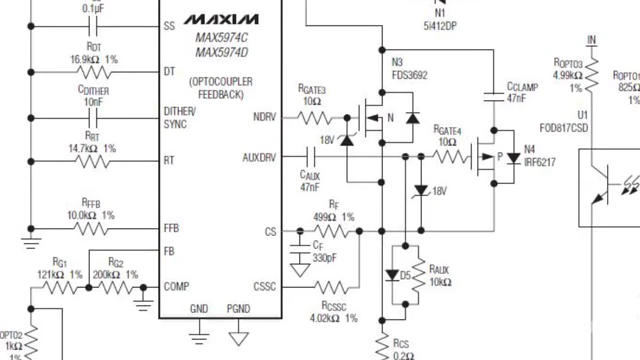 0.1μF
SS
RDT
16.9kΩ 1%
DT
CDITHER
10nF
DITHER/
SYNC
RRT
14.7kΩ 1%
RT
RFFB
10.0kΩ 1%
FFB
FB
RG1
121kΩ 1%
RG2
200kΩ 1%
COMP
1kΩ
1%
MAXIM
MAX5974C
MAX5974D
(OPTOCOUPLER
FEEDBACK)
NDRV
AUXDRV
CS
CSSC
GND
PGND
N1
SI412DP
N3
FDS3692
RGATE3
10Ω
18V
N
CAUX
47nF
RGATE4
10Ω
CCLAMP
47nF
P
N4
IRF6217
18V
RF
499Ω 1%
CF
330pF
RCSSC
4.02kΩ 1%
D5
RAUX
10kΩ
RCS
0.2Ω
IN
ROPTO3
4.99kΩ
1%
825Ω
1%
U1
FOD817CSD